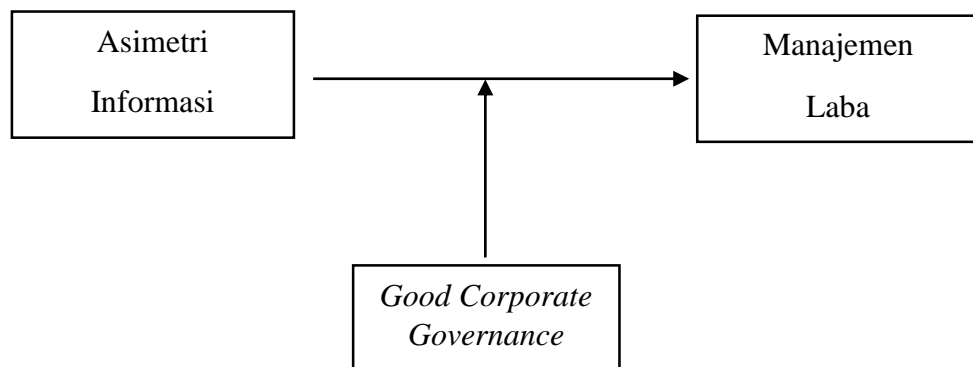 Asimetri
Informasi
Manajemen
Laba
Good Corporate
Governance